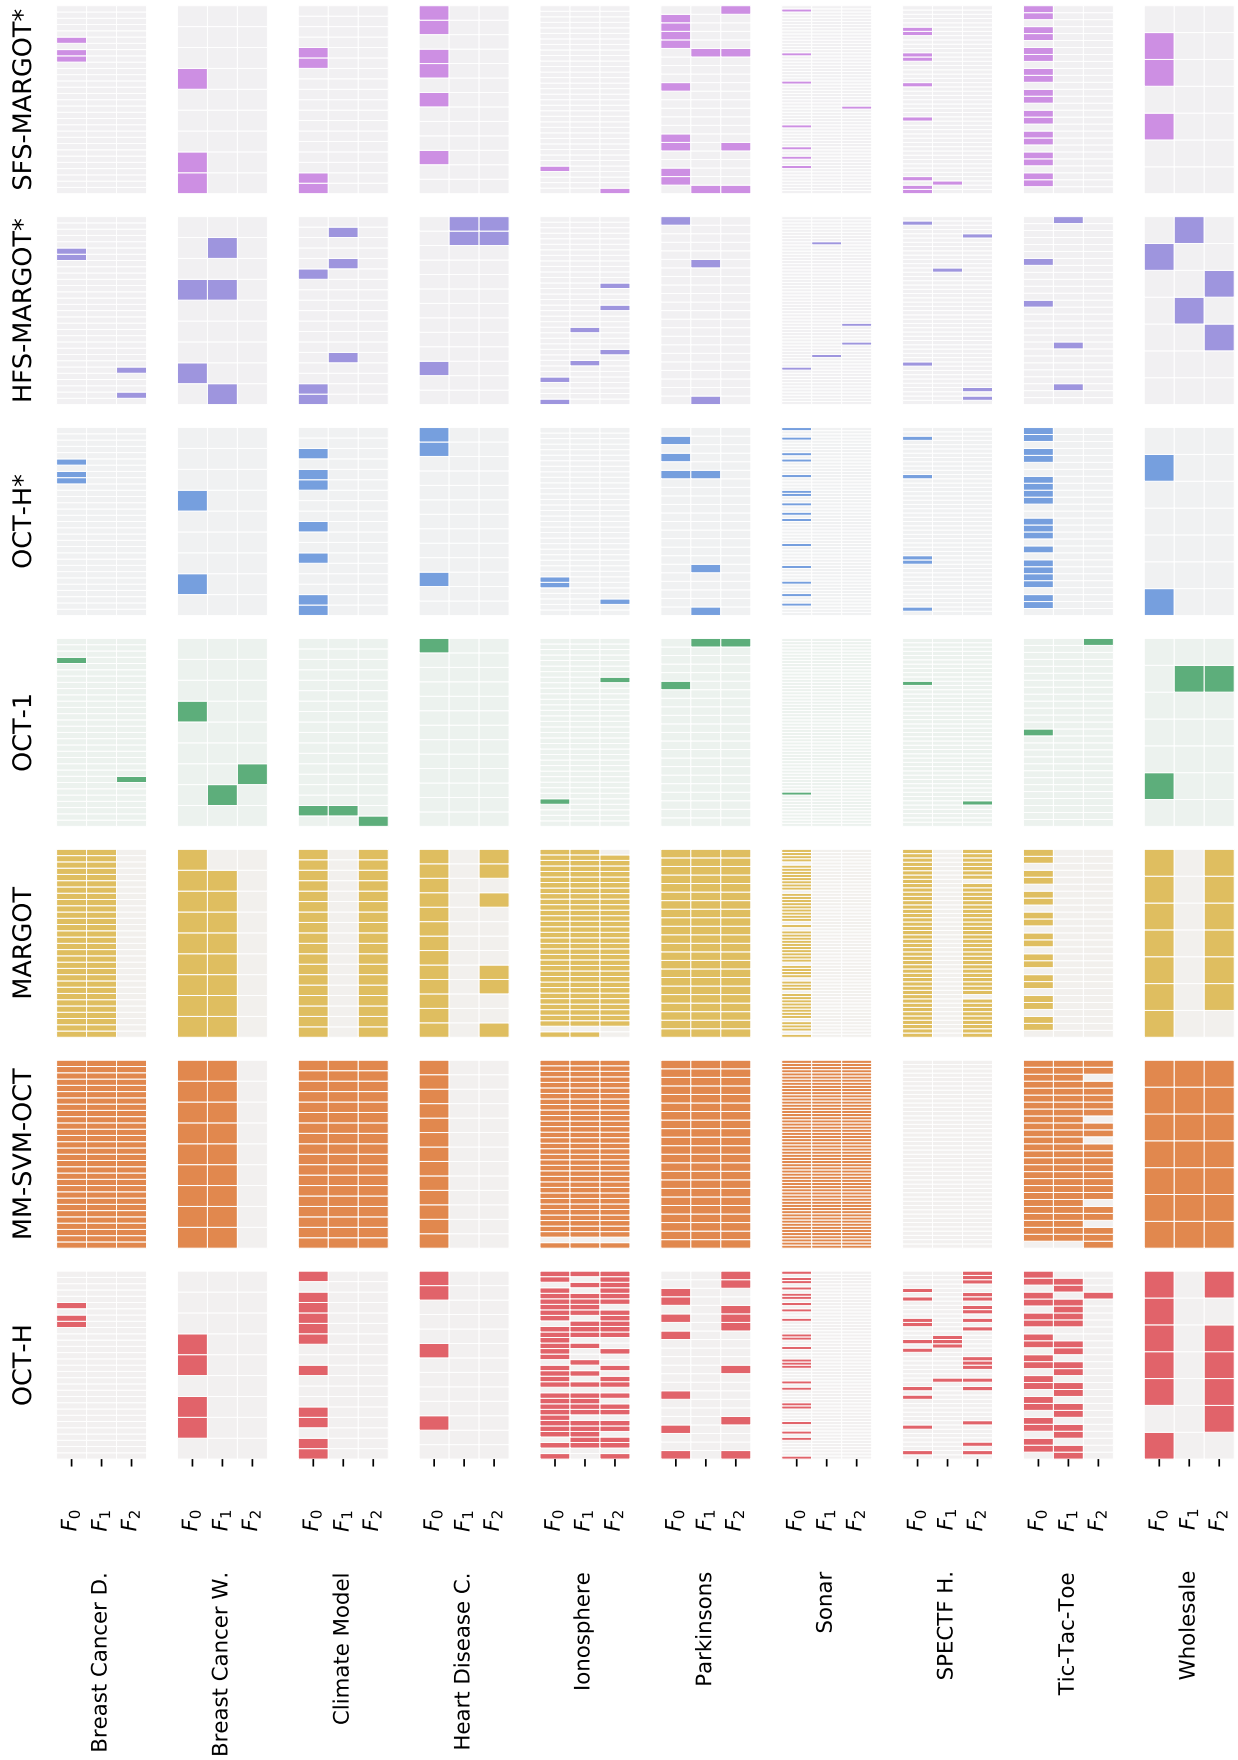 OCT-H
MM-SVM-OCT
MARGOT
OCT-1
OCT-H*
HFS-MARGOT*
SFS-MARGOT*
Breast Cancer D.
F0
F1
F2
Breast Cancer W.
F0
F1
F2
Climate Model
F0
F1
F2
Heart Disease C.
F0
F1
F2
Ionosphere
F0
F1
F2
Parkinsons
F0
F1
F2
Sonar
F0
F1
F2
SPECTF H.
F0
F1
F2
Tic-Tac-Toe
F0
F1
F2
Wholesale
F0
F1
F2